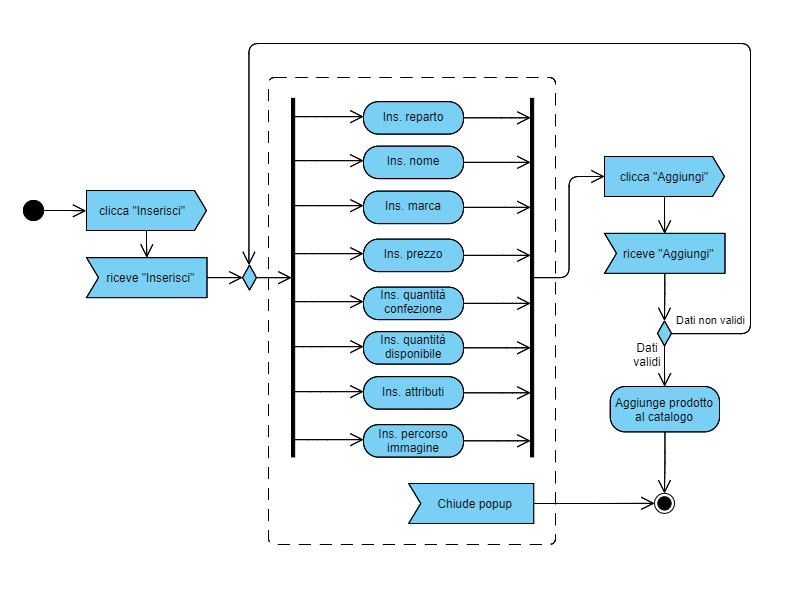 clicca "Inserisci"
riceve "Inserisci"
Ins. reparto
Ins. nome
Ins. marca
Ins. prezzo
Ins. quantità
confezione
Ins. quantità
disponibile
Ins. attributi
Ins. percorso
immagine
Chiude popup
clicca "Aggiungi"
riceve "Aggiungi"
Dati non validi
Dati
validi
Aggiunge prodotto
al catalogo